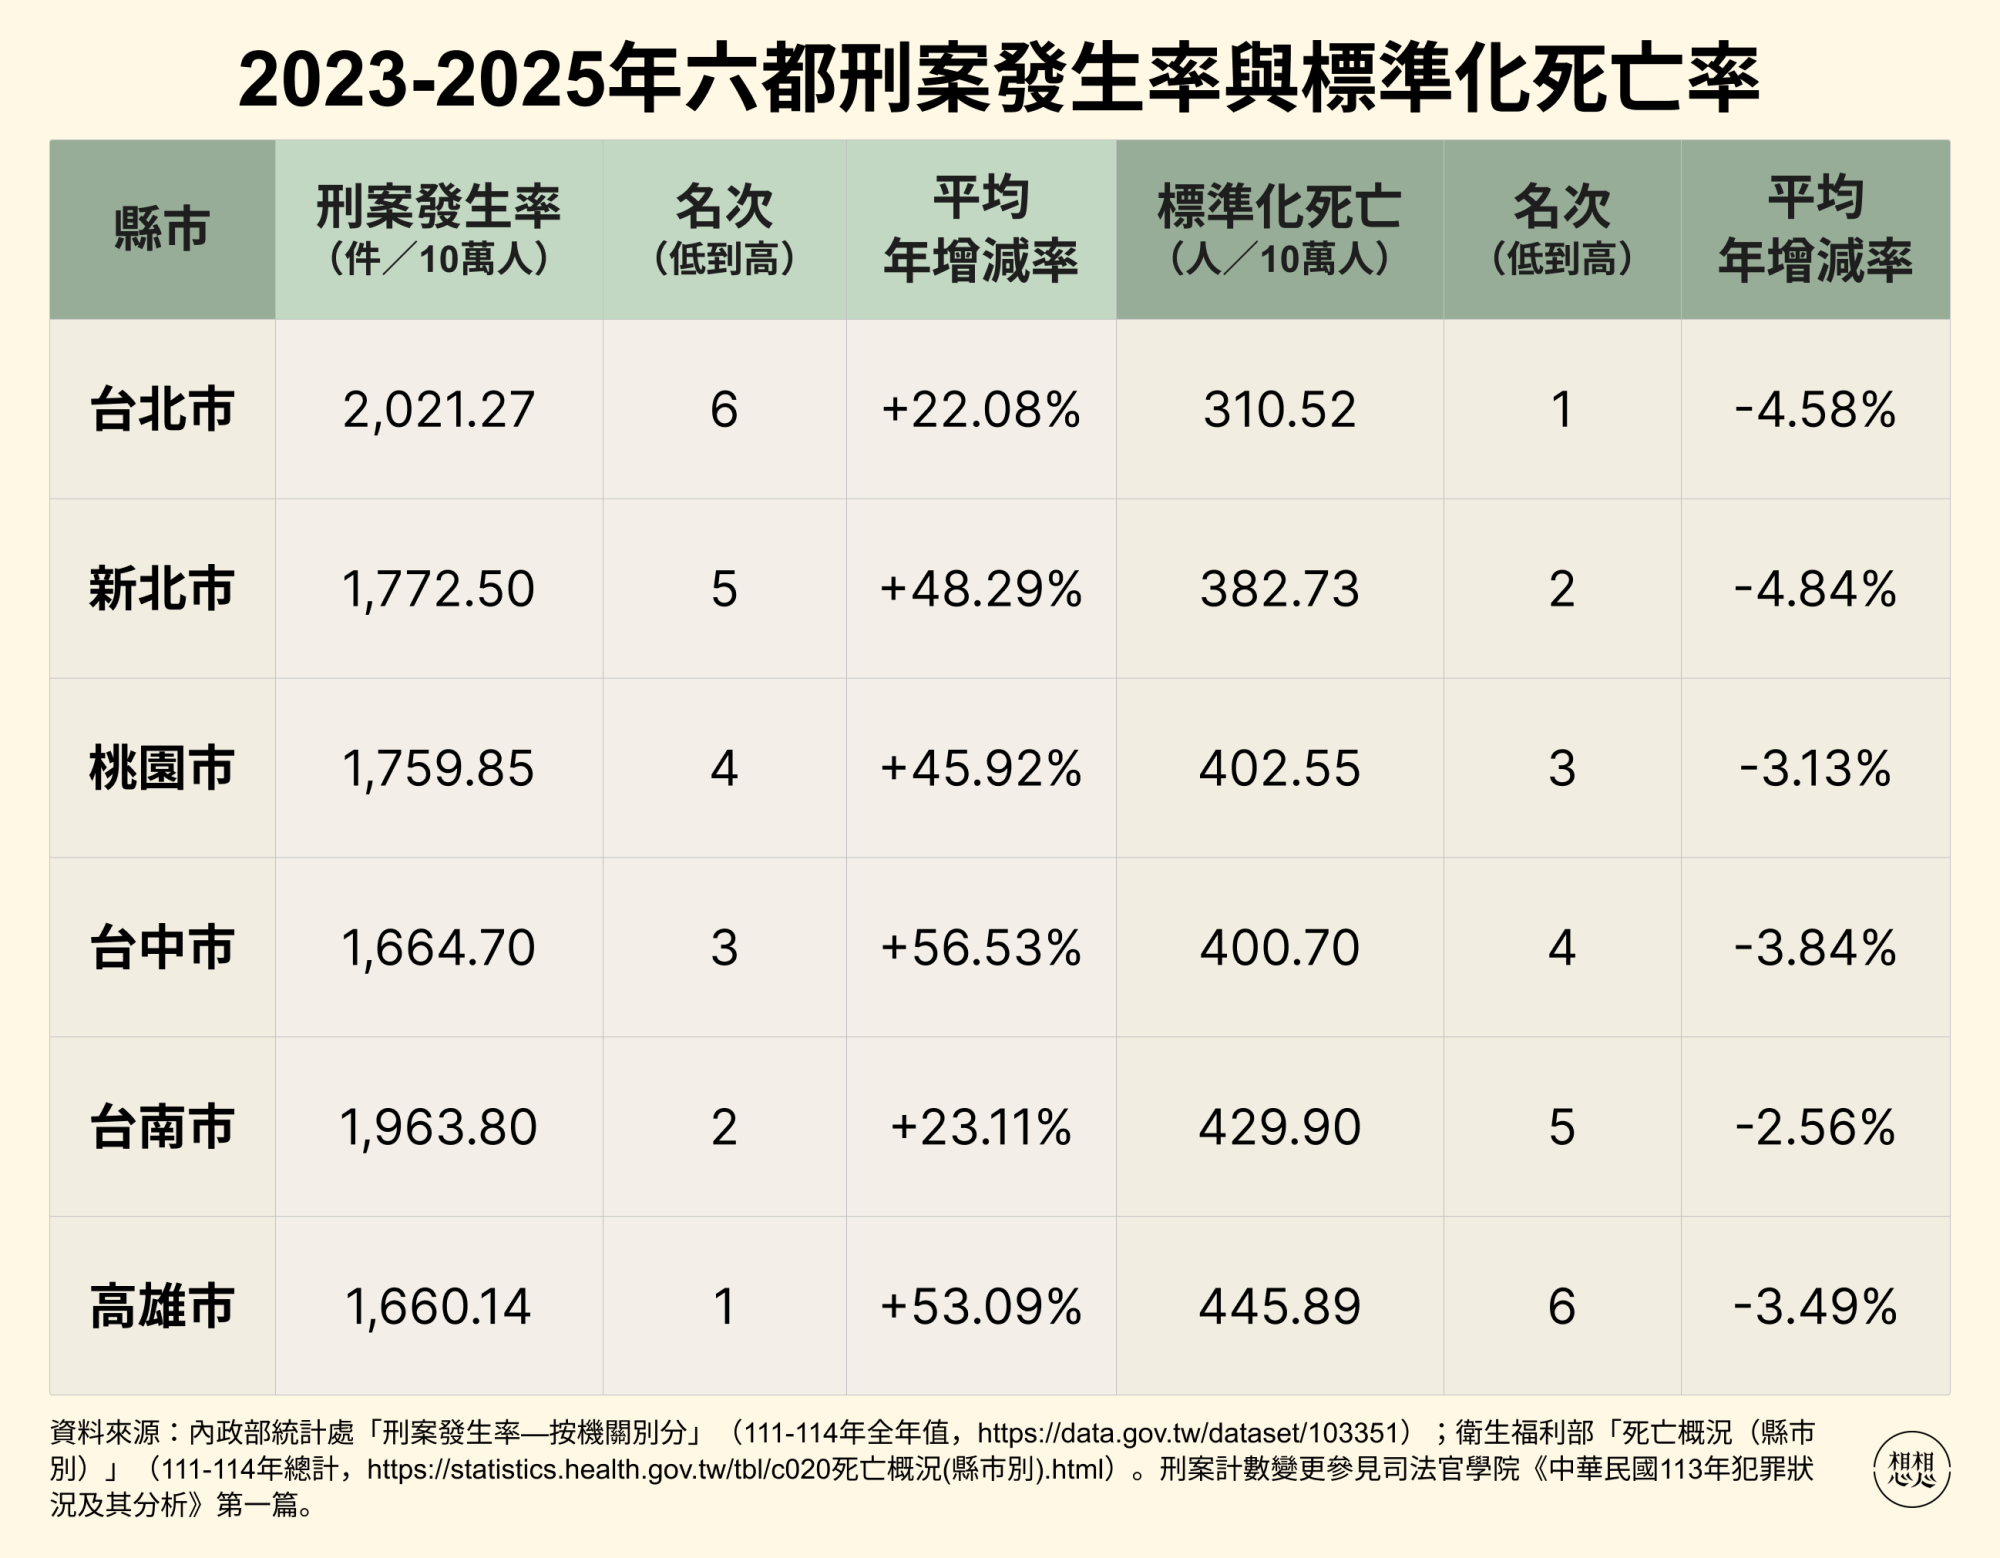 2023-2025年六都刑案發生率與標準化死亡率
縣市 刑案發生率（件／10萬人） 名次（低到高） 平均年增減率 標準化死亡（人／10萬人） 名次（低到高） 平均年增減率
台北市 2,021.27 6 +22.08% 310.52 1 -4.58%
新北市 1,772.50 5 +48.29% 382.73 2 -4.84%
桃園市 1,759.85 4 +45.92% 402.55 3 -3.13%
台中市 1,664.70 3 +56.53% 400.70 4 -3.84%
台南市 1,963.80 2 +23.11% 429.90 5 -2.56%
高雄市 1,660.14 1 +53.09% 445.89 6 -3.49%
資料來源：內政部統計處「刑案發生率—按機關別分」（111-114年全年值，https://data.gov.tw/dataset/103351）；衛生福利部「死亡概況（縣市
別）」（111-114年總計，https://statistics.health.gov.tw/tbl/c020死亡概況(縣市別).html）。刑案計數變更參見司法官學院《中華民國113年犯罪狀
況及其分析》第一篇。
想想